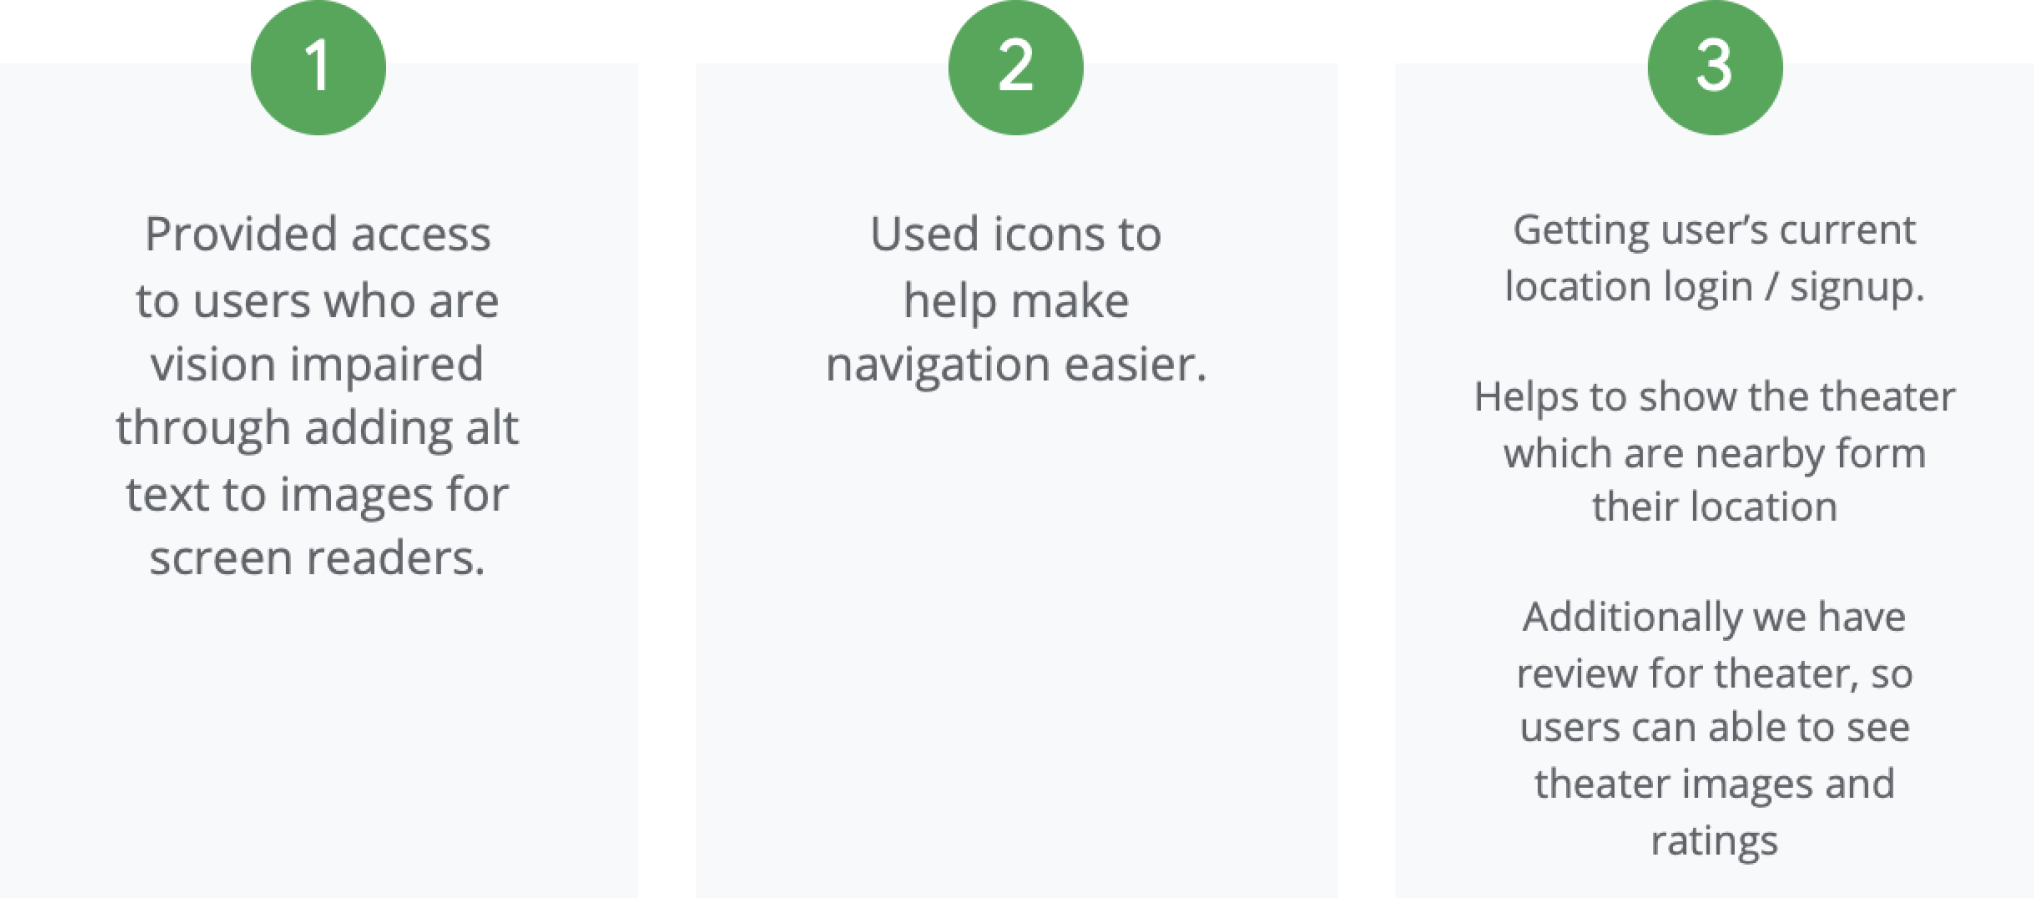 1
Provided access
to users who are
vision impaired
through adding alt
text to images for
screen readers.
2
Used icons to
help make
navigation easier.
3
Getting user’s current
location login / signup.
Helps to show the theater
which are nearby form
their location
Additionally we have
review for theater, so
users can able to see
theater images and
ratings